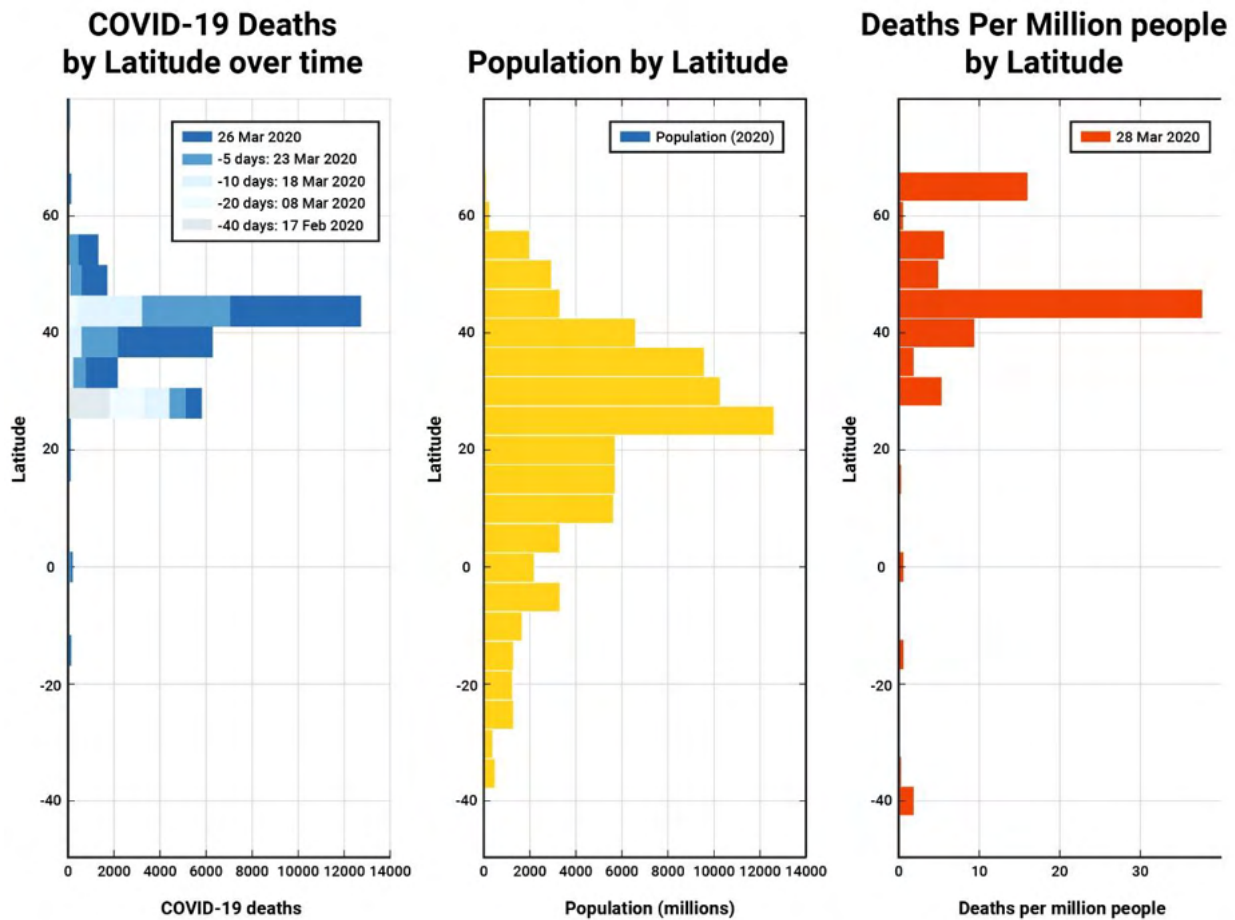 COVID-19 Deaths
by Latitude over time
26 Mar 2020
-5 days: 23 Mar 2020
-10 days: 18 Mar 2020
-20 days: 08 Mar 2020
-40 days: 17 Feb 2020
Latitude
60
40
20
0
-20
-40
0 2000 4000 6000 8000 10000 12000 14000
COVID-19 deaths
Population by Latitude
Population (2020)
Latitude
60
40
20
0
-20
-40
0 2000 4000 6000 8000 10000 12000 14000
Population (millions)
Deaths Per Million people
by Latitude
28 Mar 2020
Latitude
60
40
20
0
-20
-40
0 10 20 30
Deaths per million people